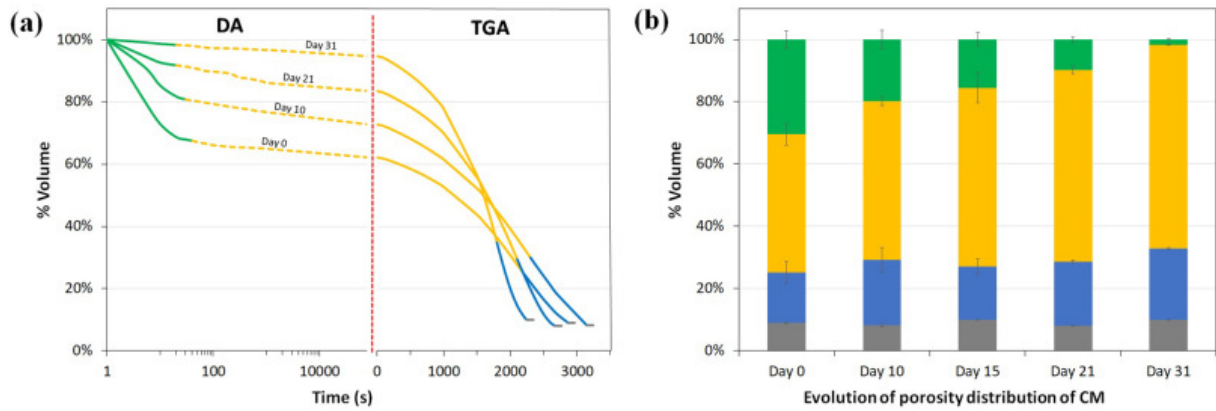 (a)
DA
TGA
100%
80%
60%
40%
20%
0%
% Volume
Day 31
Day 21
Day 10
Day 0
1
100
10000
0
1000
2000
3000
Time (s)
(b)
100%
80%
60%
40%
20%
0%
% Volume
Day 0
Day 10
Day 15
Day 21
Day 31
Evolution of porosity distribution of CM